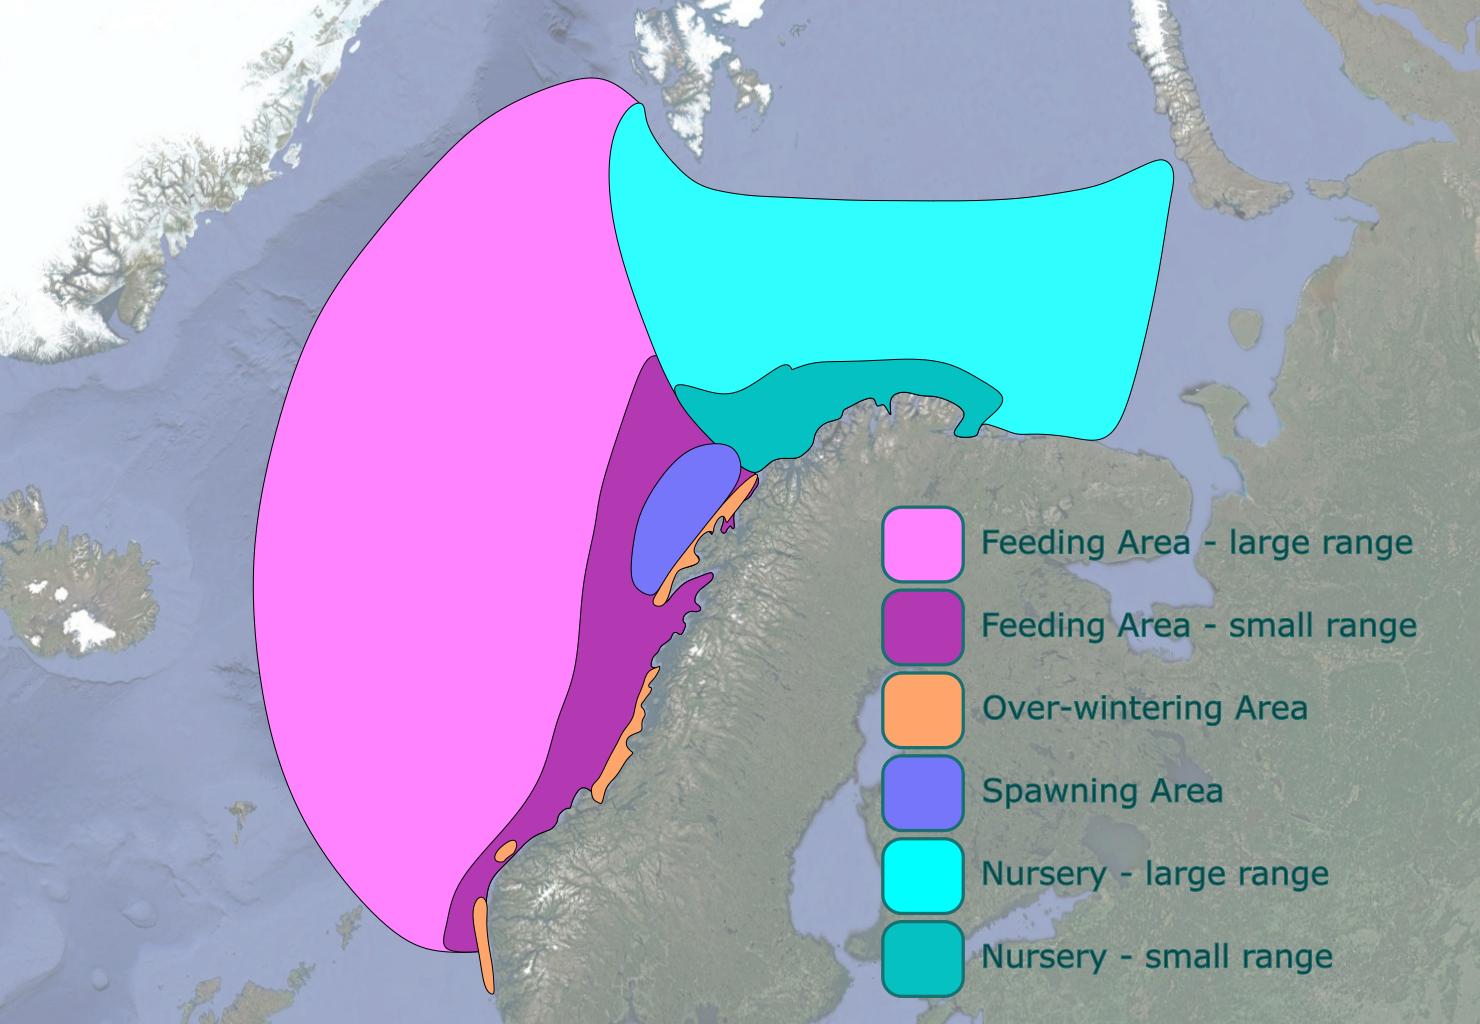 Feeding Area - large range
Feeding Area - small range
Over-wintering Area
Spawning Area
Nursery - large range
Nursery - small range